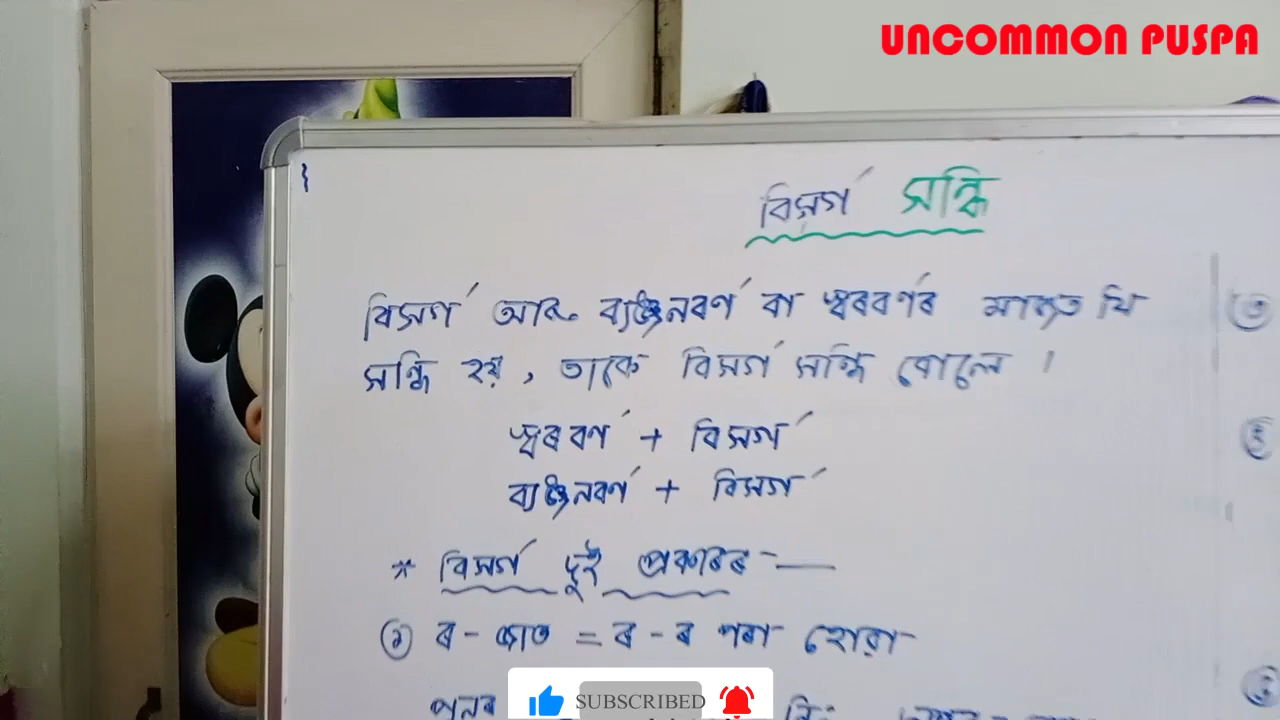 UNCOMMON PUSPA
বিসৰ্গ সন্ধি
বিসৰ্গ আৰু ব্যঞ্জনবৰ্ণ বা স্বৰবৰ্ণৰ মাজত যি
সন্ধি হয়, তাকে বিসৰ্গ সন্ধি বোলে ।
স্বৰবৰ্ণ + বিসৰ্গ
ব্যঞ্জনবৰ্ণ + বিসৰ্গ
* বিসৰ্গ দুই প্ৰকাৰৰ —
① ৰ - জাত = ৰ - ৰ পৰা হোৱা
SUBSCRIBED